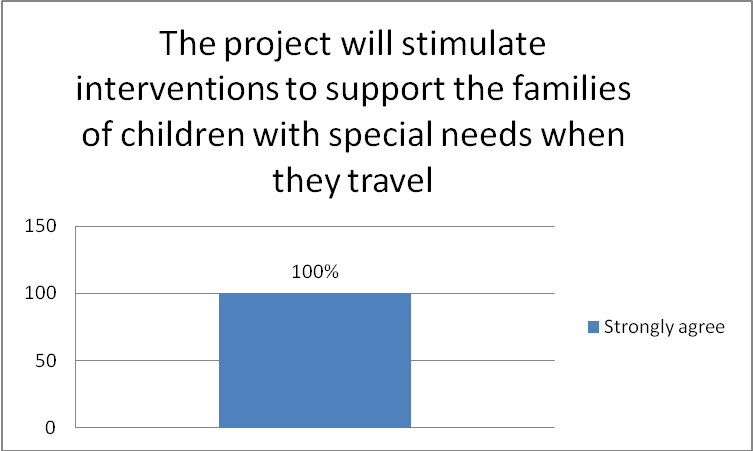 The project will stimulate
interventions to support the families
of children with special needs when
they travel
150
100%
100
Strongly agree
50
0